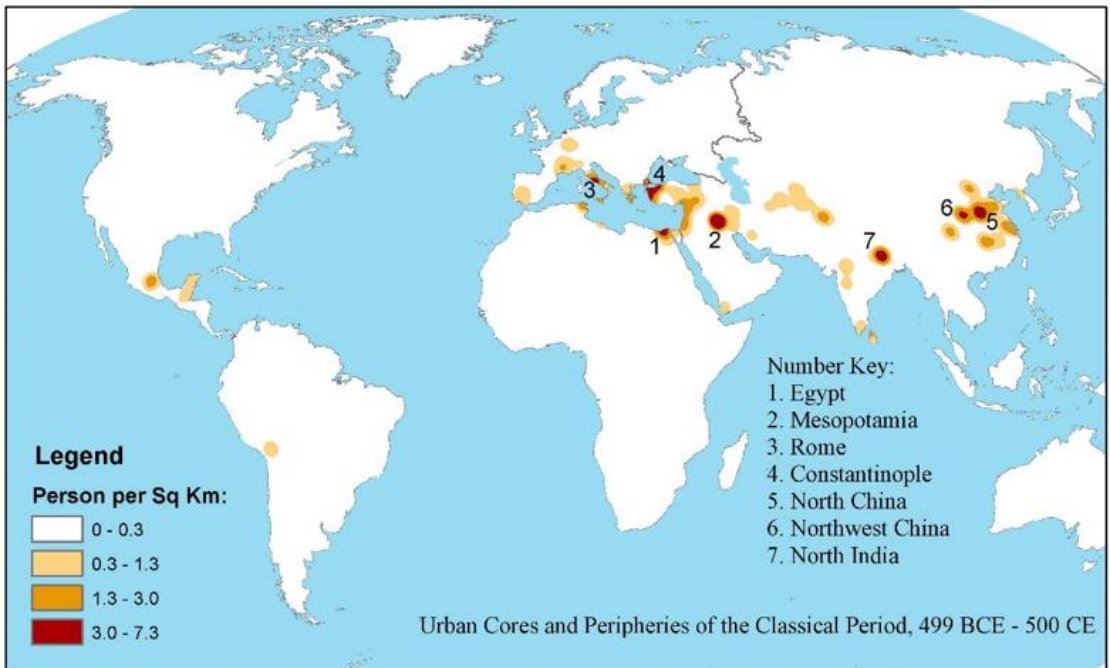 4
3
6
5
1
2
7
Number Key:
1. Egypt
2. Mesopotamia
3. Rome
4. Constantinople
5. North China
6. Northwest China
7. North India
Legend
Person per Sq Km:
0 - 0.3
0.3 - 1.3
1.3 - 3.0
3.0 - 7.3
Urban Cores and Peripheries of the Classical Period, 499 BCE - 500 CE